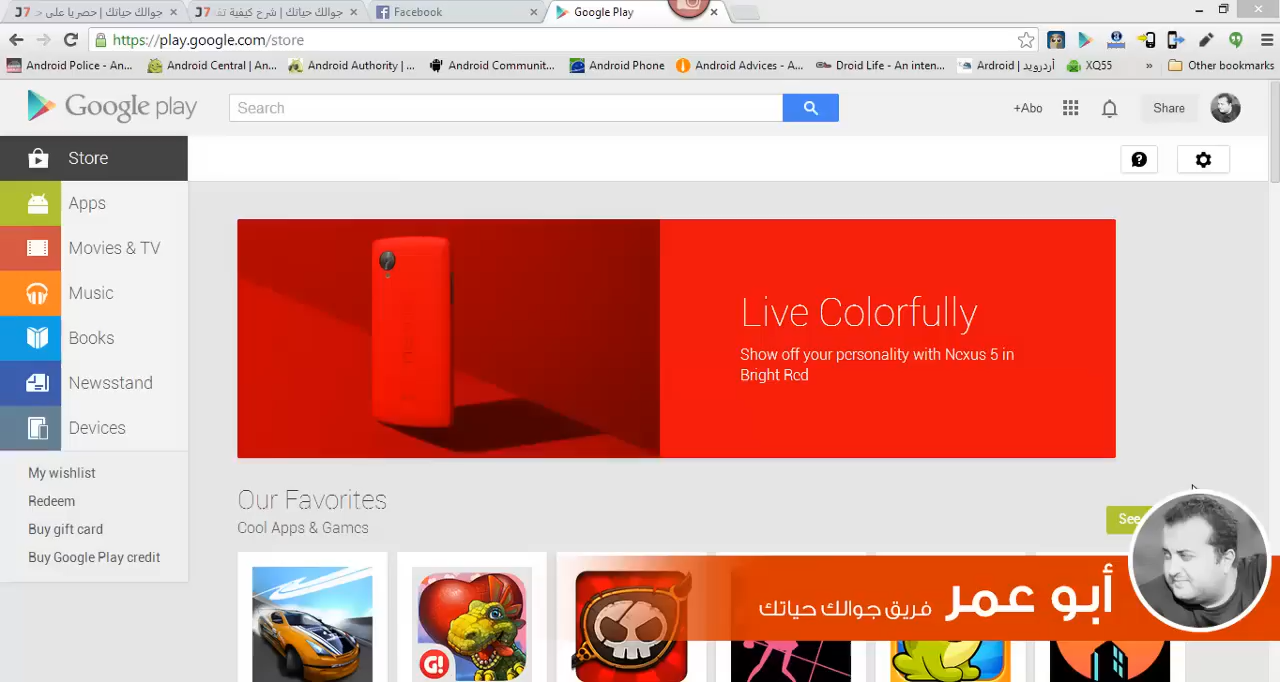 جوالك حياتك | حصريا على ج
جوالك حياتك | شرح كيفية تف
Facebook
Google Play
https://play.google.com/store
Android Police - An...
Android Central | An...
Android Authority | ...
Android Communit...
Android Phone
Android Advices - A...
Droid Life - An inten...
Android | أردرويد
XQ55
»
Other bookmarks
Google play
Search
+Abo
Share
Store
Apps
Movies & TV
Music
Books
Newsstand
Devices
My wishlist
Redeem
Buy gift card
Buy Google Play credit
Live Colorfully
Show off your personality with Nexus 5 in
Bright Red
Our Favorites
Cool Apps & Games
See
G!
أبو عمر فريق جوالك حياتك